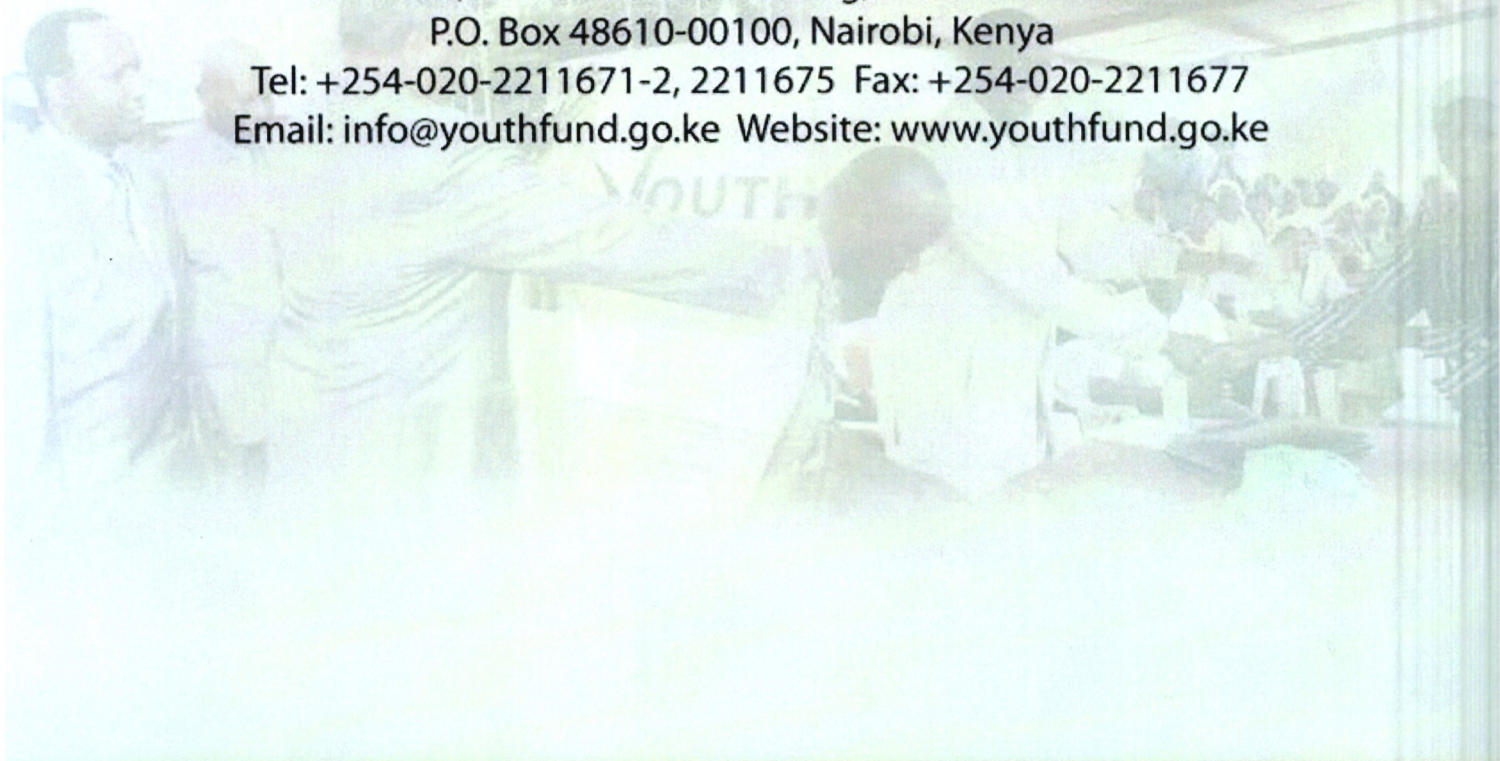 P.O. Box 48610-00100, Nairobi, Kenya
Tel: +254-020-2211671-2, 2211675 Fax: +254-020-2211677
Email: info@youthfund.go.ke Website: www.youthfund.go.ke
YOUTH